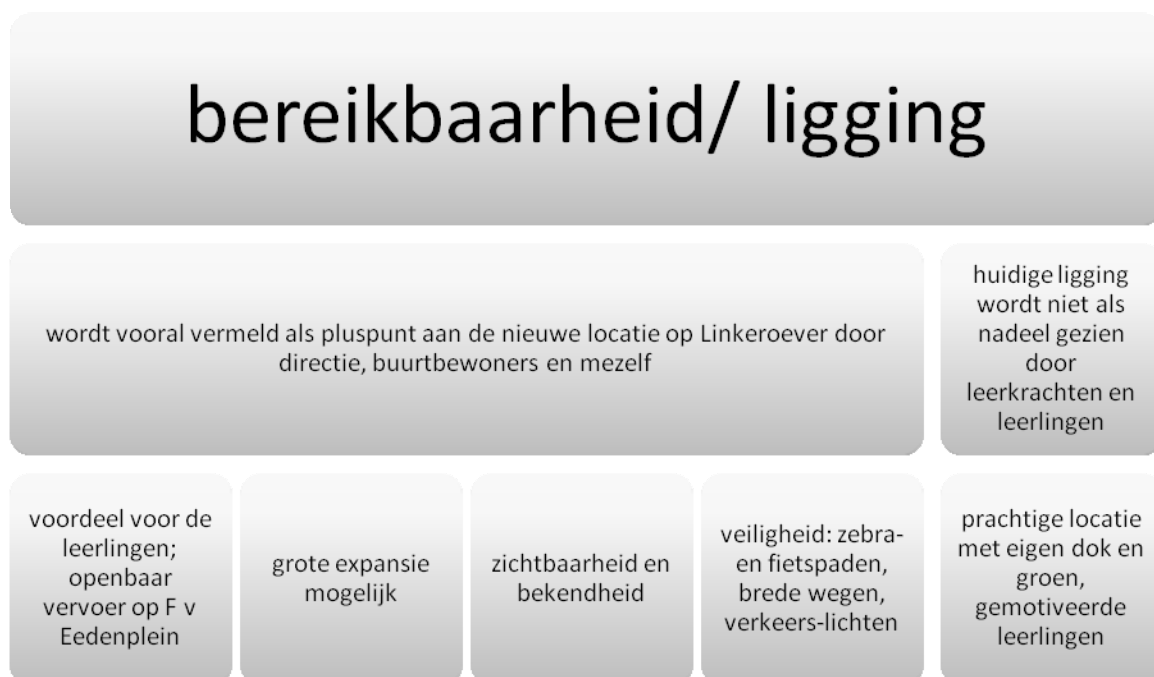 bereikbaarheid/ ligging
wordt vooral vermeld als pluspunt aan de nieuwe locatie op Linkeroever door
directie, buurtbewoners en mezelf
huidige ligging
wordt niet als
nadeel gezien
door
leerkrachten en
leerlingen
voordeel voor de
leerlingen;
openbaar
vervoer op F v
Eedenplein
grote expansie
mogelijk
zichtbaarheid en
bekendheid
veiligheid: zebra-
en fietspaden,
brede wegen,
verkeers-lichten
prachtige locatie
met eigen dok en
groen,
gemotiveerde
leerlingen